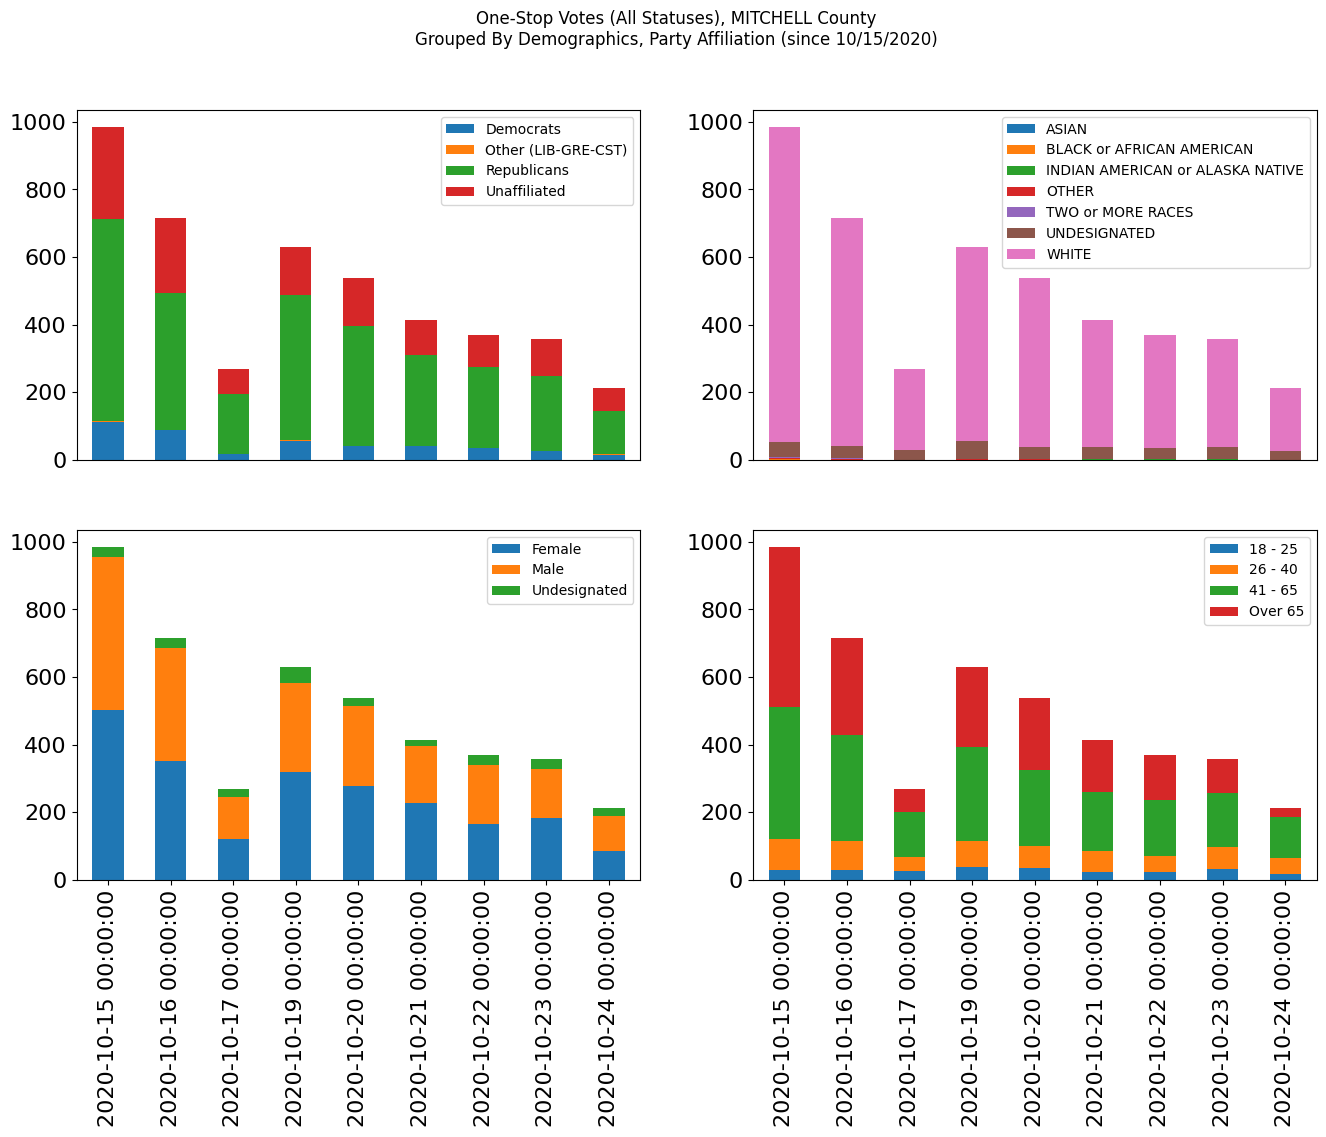 One-Stop Votes (All Statuses), MITCHELL County
Grouped By Demographics, Party Affiliation (since 10/15/2020)
1000
800
600
400
200
0
Democrats
Other (LIB-GRE-CST)
Republicans
Unaffiliated
1000
800
600
400
200
0
ASIAN
BLACK or AFRICAN AMERICAN
INDIAN AMERICAN or ALASKA NATIVE
OTHER
TWO or MORE RACES
UNDESIGNATED
WHITE
1000
800
600
400
200
0
Female
Male
Undesignated
2020-10-15 00:00:00
2020-10-16 00:00:00
2020-10-17 00:00:00
2020-10-19 00:00:00
2020-10-20 00:00:00
2020-10-21 00:00:00
2020-10-22 00:00:00
2020-10-23 00:00:00
2020-10-24 00:00:00
1000
800
600
400
200
0
18 - 25
26 - 40
41 - 65
Over 65
2020-10-15 00:00:00
2020-10-16 00:00:00
2020-10-17 00:00:00
2020-10-19 00:00:00
2020-10-20 00:00:00
2020-10-21 00:00:00
2020-10-22 00:00:00
2020-10-23 00:00:00
2020-10-24 00:00:00